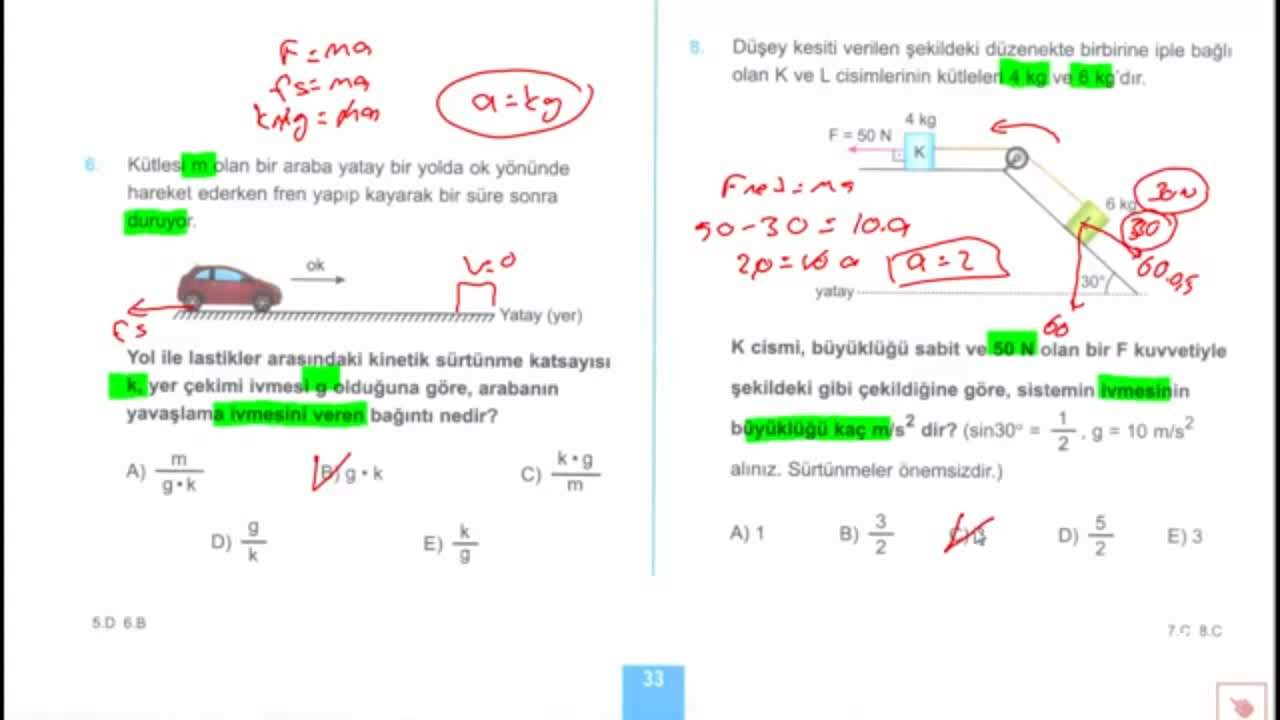 F = ma
fs = ma
kmg = ma
a = kg
6. Kütlesi m olan bir araba yatay bir yolda ok yönünde
hareket ederken fren yapıp kayarak bir süre sonra
duruyor.
ok
V=0
fs
Yatay (yer)
Yol ile lastikler arasındaki kinetik sürtünme katsayısı
k, yer çekimi ivmesi g olduğuna göre, arabanın
yavaşlama ivmesini veren bağıntı nedir?
A) m/g•k B) g•k C) k•g/m
D) g/k E) k/g
5.D 6.B
8. Düşey kesiti verilen şekildeki düzenekte birbirine iple bağlı
olan K ve L cisimlerinin kütleleri 4 kg ve 6 kg'dır.
4 kg
F = 50 N
K
6 kg
30N
30
60.0,5
60
30°
yatay
Fnet = ma
50-30 = 10.a
20 = 10 a
a = 2
K cismi, büyüklüğü sabit ve 50 N olan bir F kuvvetiyle
şekildeki gibi çekildiğine göre, sistemin ivmesinin
büyüklüğü kaç m/s² dir? (sin30° = 1/2, g = 10 m/s²
alınız. Sürtünmeler önemsizdir.)
A) 1 B) 3/2 D) 5/2 E) 3
7.C 8.C
33